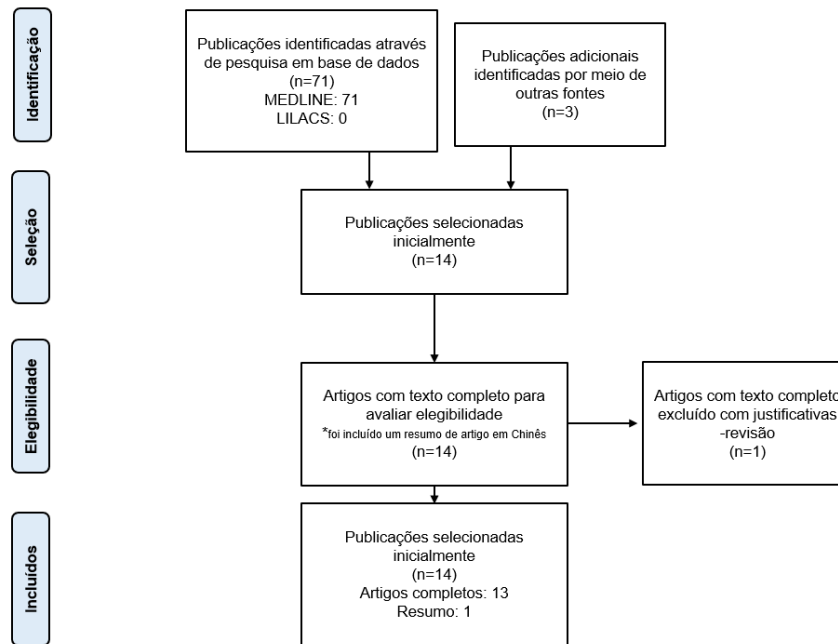 Identificação
Publicações identificadas através
de pesquisa em base de dados
(n=71)
MEDLINE: 71
LILACS: 0
Publicações adicionais
identificadas por meio de
outras fontes
(n=3)
Seleção
Publicações selecionadas
inicialmente
(n=14)
Elegibilidade
Artigos com texto completo para
avaliar elegibilidade
*foi incluído um resumo de artigo em Chinês
(n=14)
Artigos com texto completo
excluído com justificativas
-revisão
(n=1)
Incluídos
Publicações selecionadas
inicialmente
(n=14)
Artigos completos: 13
Resumo: 1